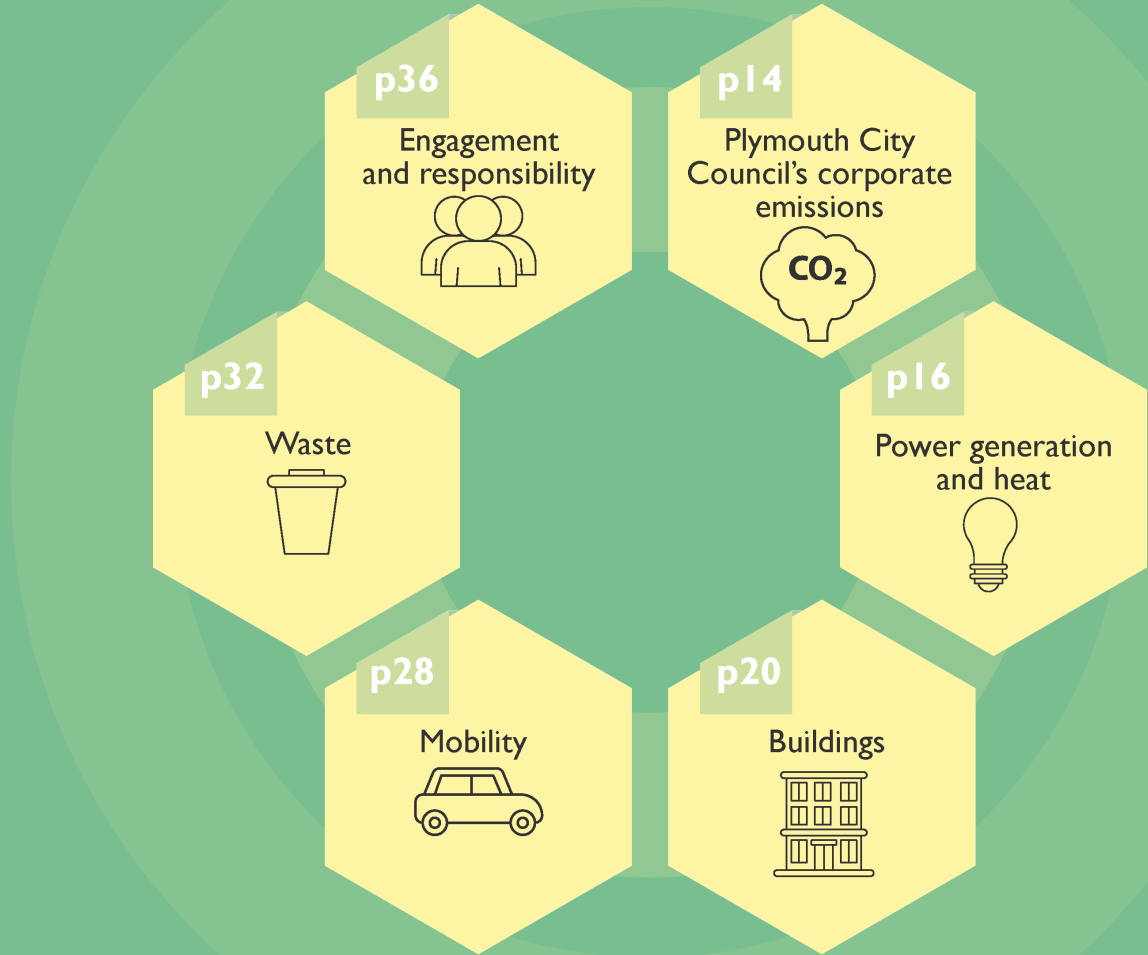 p36
Engagement
and responsibility
p14
Plymouth City
Council's corporate
emissions
CO₂
p32
Waste
p16
Power generation
and heat
p28
Mobility
p20
Buildings